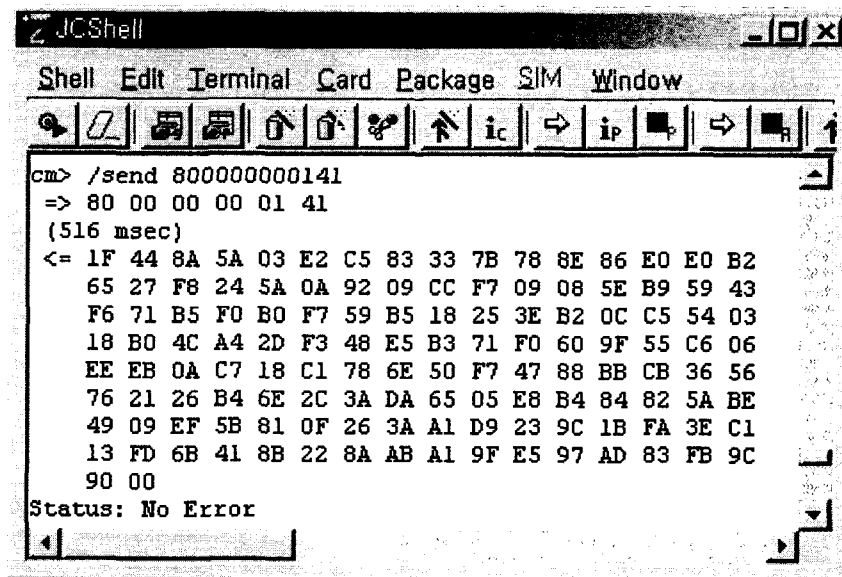 JCShell
Shell Edit Terminal Card Package SIM Window
cm> /send 800000000141
=> 80 00 00 00 01 41
(516 msec)
<= 1F 44 8A 5A 03 E2 C5 83 33 7B 78 8E 86 E0 E0 B2
65 27 F8 24 5A 0A 92 09 CC F7 09 08 5E B9 59 43
F6 71 B5 F0 B0 F7 59 B5 18 25 3E B2 0C C5 54 03
18 B0 4C A4 2D F3 48 E5 B3 71 F0 60 9F 55 C6 06
EE EB 0A C7 18 C1 78 6E 50 F7 47 88 BB CB 36 56
76 21 26 B4 6E 2C 3A DA 65 05 E8 B4 84 82 5A BE
49 09 EF 5B 81 0F 26 3A A1 D9 23 9C 1B FA 3E C1
13 FD 6B 41 8B 22 8A AB A1 9F E5 97 AD 83 FB 9C
90 00
Status: No Error